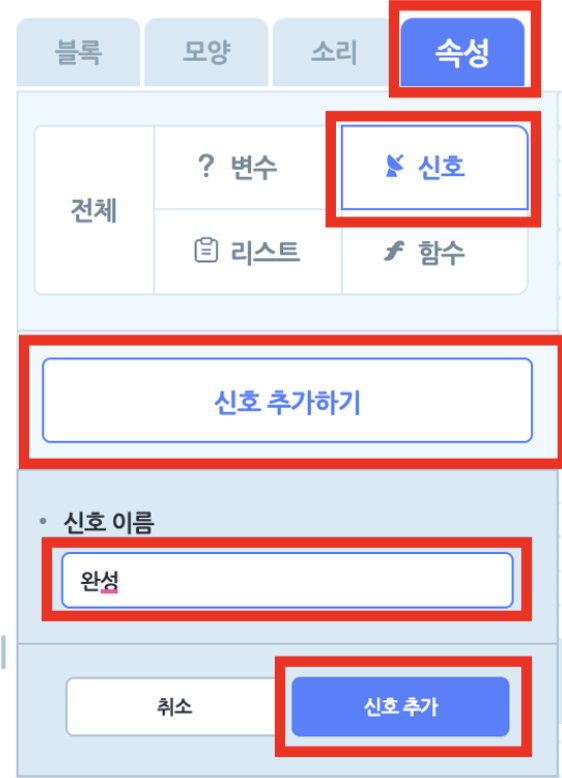 블록 모양 소리 속성
? 변수 신호
전체
리스트 f 함수
신호 추가하기
• 신호 이름
완성
취소 신호 추가